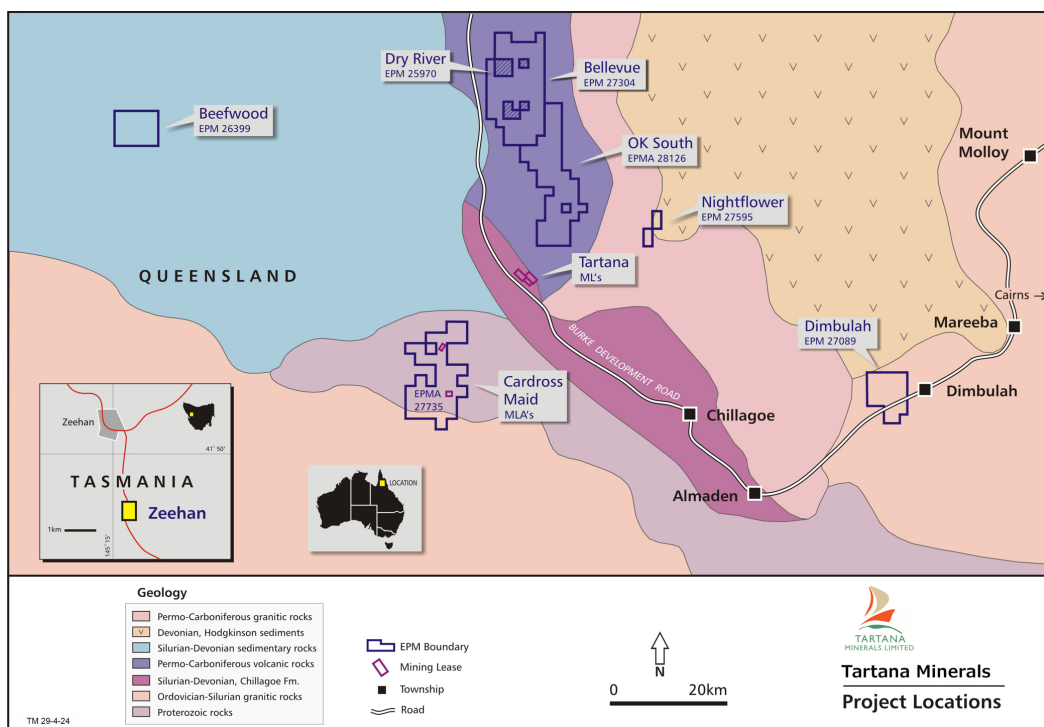 Dry River
EPM 25970
Bellevue
EPM 27304
Beefwood
EPM 26399
OK South
EPMA 28126
Mount
Molloy
Nightflower
EPM 27595
QUEENSLAND
Tartana
ML's
Cairns →
Mareeba
Dimbulah
EPM 27089
BURKE DEVELOPMENT ROAD
Cardross
Maid
MLA's
EPMA
27735
Dimbulah
Chillagoe
Almaden
Zeehan
41° 50'
TASMANIA
Zeehan
1km
145° 15'
LOCATION
Geology
Permo-Carboniferous granitic rocks
Devonian, Hodgkinson sediments
Silurian-Devonian sedimentary rocks
Permo-Carboniferous volcanic rocks
Silurian-Devonian, Chillagoe Fm.
Ordovician-Silurian granitic rocks
Proterozoic rocks
EPM Boundary
Mining Lease
Township
Road
N
0 20km
TARTANA
MINERALS LIMITED
Tartana Minerals
Project Locations
TM 29-4-24